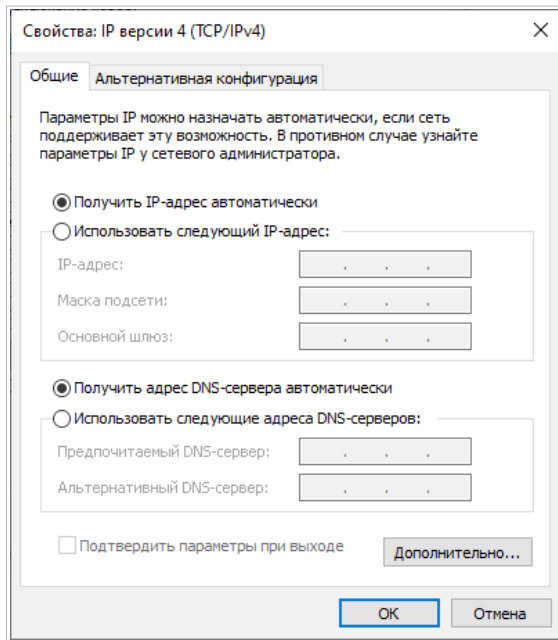 Свойства: IP версии 4 (TCP/IPv4)
Общие
Альтернативная конфигурация
Параметры IP можно назначать автоматически, если сеть
поддерживает эту возможность. В противном случае узнайте
параметры IP у сетевого администратора.
Получить IP-адрес автоматически
Использовать следующий IP-адрес:
IP-адрес:
Маска подсети:
Основной шлюз:
Получить адрес DNS-сервера автоматически
Использовать следующие адреса DNS-серверов:
Предпочитаемый DNS-сервер:
Альтернативный DNS-сервер:
Подтвердить параметры при выходе
Дополнительно...
ОК
Отмена